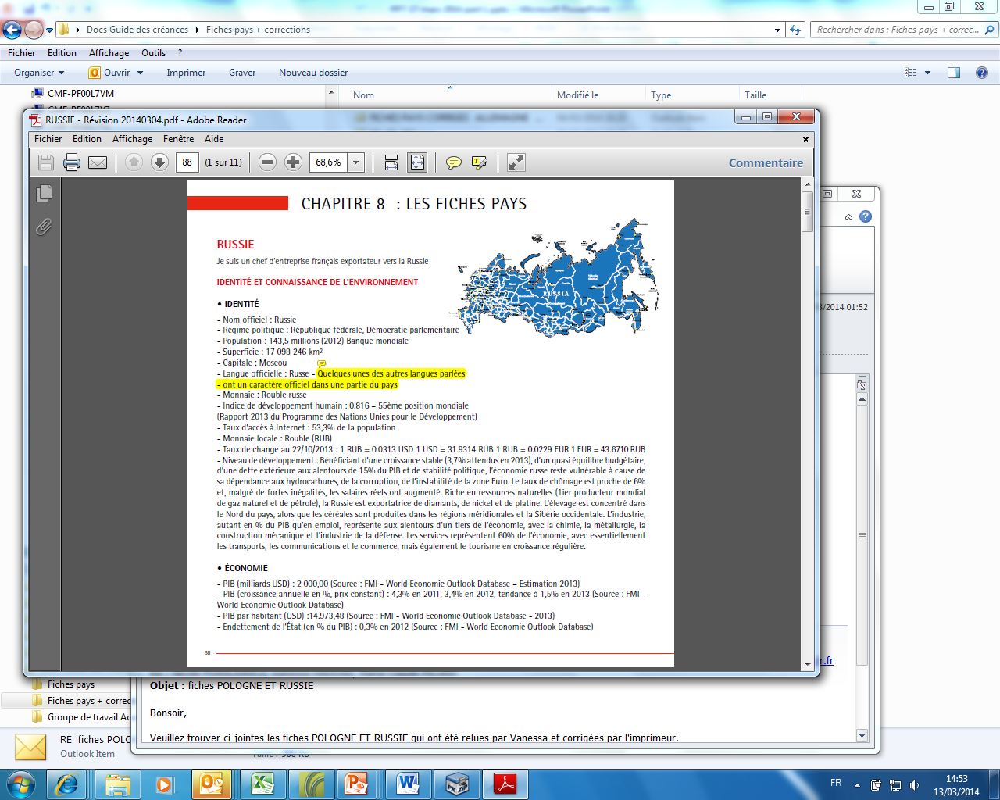 Docs Guide des créances
Fiches pays + corrections
Rechercher dans : Fiches pays + correc...
Fichier Edition Affichage Outils ?
Organiser Ouvrir Imprimer Graver Nouveau dossier
CMF-PF00L7VM
Nom Modifié le Type Taille
RUSSIE - Révision 20140304.pdf - Adobe Reader
Fichier Edition Affichage Fenêtre Aide
88 (1 sur 11) 68,6% Commentaire
CHAPITRE 8 : LES FICHES PAYS
RUSSIE
Je suis un chef d'entreprise français exportateur vers la Russie
IDENTITÉ ET CONNAISSANCE DE L'ENVIRONNEMENT
RUSSIA
• IDENTITÉ
- Nom officiel : Russie
- Régime politique : République fédérale, Démocratie parlementaire
- Population : 143,5 millions (2012) Banque mondiale
- Superficie : 17 098 246 km²
- Capitale : Moscou
- Langue officielle : Russe - Quelques unes des autres langues parlées
- ont un caractère officiel dans une partie du pays
- Monnaie : Rouble russe
- Indice de développement humain : 0.816 – 55ème position mondiale
(Rapport 2013 du Programme des Nations Unies pour le Développement)
- Taux d'accès à Internet : 53,3% de la population
- Monnaie locale : Rouble (RUB)
- Taux de change au 22/10/2013 : 1 RUB = 0.0313 USD 1 USD = 31.9314 RUB 1 RUB = 0.0229 EUR 1 EUR = 43.6710 RUB
- Niveau de développement : Bénéficiant d'une croissance stable (3,7% attendus en 2013), d'un quasi équilibre budgétaire,
d'une dette extérieure aux alentours de 15% du PIB et de stabilité politique, l'économie russe reste vulnérable à cause de
sa dépendance aux hydrocarbures, de la corruption, de l'instabilité de la zone Euro. Le taux de chômage est proche de 6%
et, malgré de fortes inégalités, les salaires réels ont augmenté. Riche en ressources naturelles (1ier producteur mondial
de gaz naturel et de pétrole), la Russie est exportatrice de diamants, de nickel et de platine. L'élevage est concentré dans
le Nord du pays, alors que les céréales sont produites dans les régions méridionales et la Sibérie occidentale. L'industrie,
autant en % du PIB qu'en emploi, représente aux alentours d'un tiers de l'économie, avec la chimie, la métallurgie, la
construction mécanique et l'industrie de la défense. Les services représentent 60% de l'économie, avec essentiellement
les transports, les communications et le commerce, mais également le tourisme en croissance régulière.
• ÉCONOMIE
- PIB (milliards USD) : 2 000,00 (Source : FMI - World Economic Outlook Database – Estimation 2013)
- PIB (croissance annuelle en %, prix constant) : 4,3% en 2011, 3,4% en 2012, tendance à 1,5% en 2013 (Source : FMI -
World Economic Outlook Database)
- PIB par habitant (USD) :14.973,48 (Source : FMI - World Economic Outlook Database - 2013)
- Endettement de l'État (en % du PIB) : 0,3% en 2012 (Source : FMI - World Economic Outlook Database)
88
/2014 01:52
r.fr
Fiches pays
Fiches pays + correc
Groupe de travail Ac
Objet : fiches POLOGNE ET RUSSIE
Bonsoir,
Veuillez trouver ci-jointes les fiches POLOGNE ET RUSSIE qui ont été relues par Vanessa et corrigées par l'imprimeur.
RE fiches POLC
Outlook Item
FR
14:53
13/03/2014